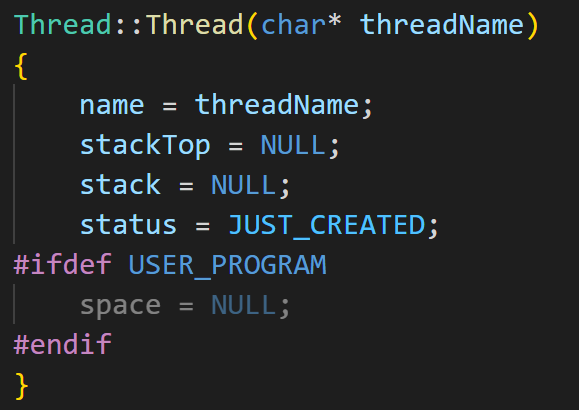 Thread::Thread(char* threadName)
{
    name = threadName;
    stackTop = NULL;
    stack = NULL;
    status = JUST_CREATED;
#ifdef USER_PROGRAM
    space = NULL;
#endif
}